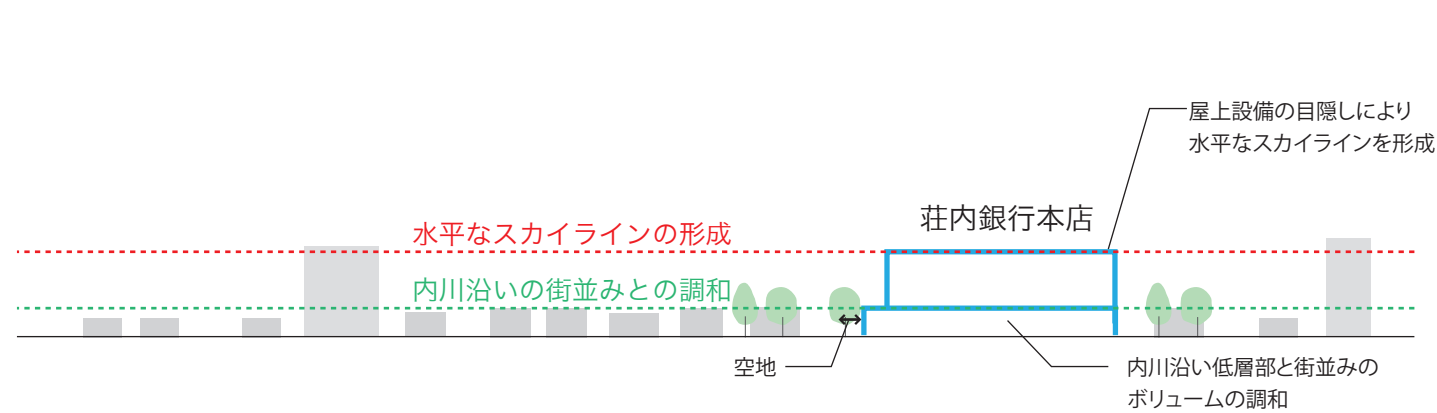 屋上設備の目隠しにより
水平なスカイラインを形成
荘内銀行本店
水平なスカイラインの形成
内川沿いの街並みとの調和
空地
内川沿い低層部と街並みの
ボリュームの調和